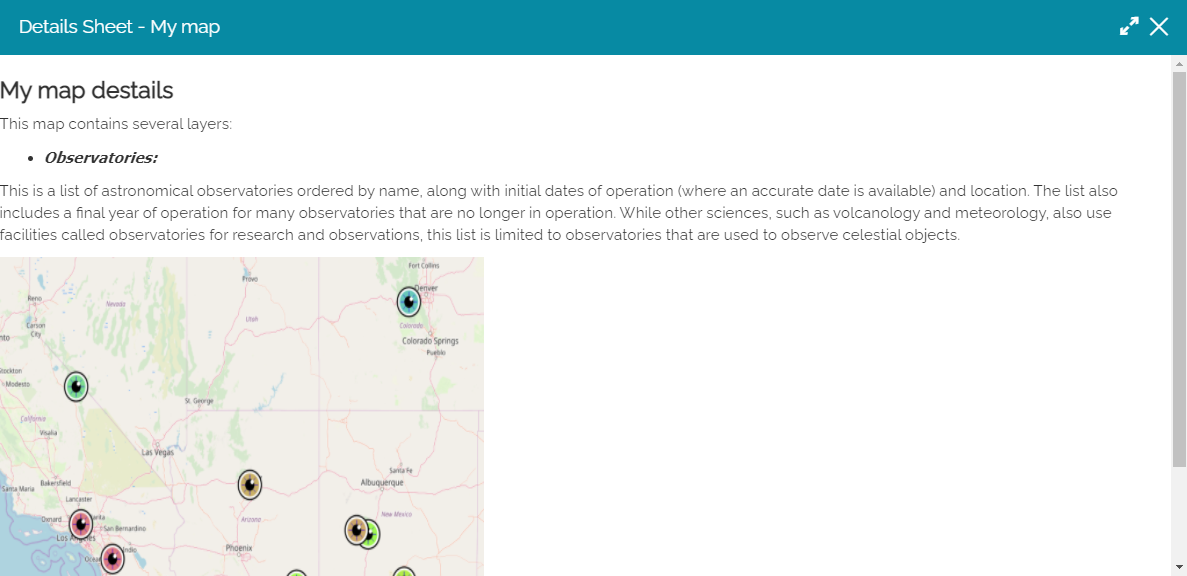 Details Sheet - My map
My map destails
This map contains several layers:
• Observatories:
This is a list of astronomical observatories ordered by name, along with initial dates of operation (where an accurate date is available) and location. The list also
includes a final year of operation for many observatories that are no longer in operation. While other sciences, such as volcanology and meteorology, also use
facilities called observatories for research and observations, this list is limited to observatories that are used to observe celestial objects.
Fort Collins
Provo
Denver
Reno
Nevada
Utah
Carson
City
Colorado
Colorado Springs
Pueblo
Stockton
Modesto
St. George
California
Visalia
Las Vegas
Santa Fe
Albuquerque
Santa Maria
Bakersfield
Lancaster
New Mexico
Oxnard
Arizona
San Bernardino
Los Angeles
Phoenix